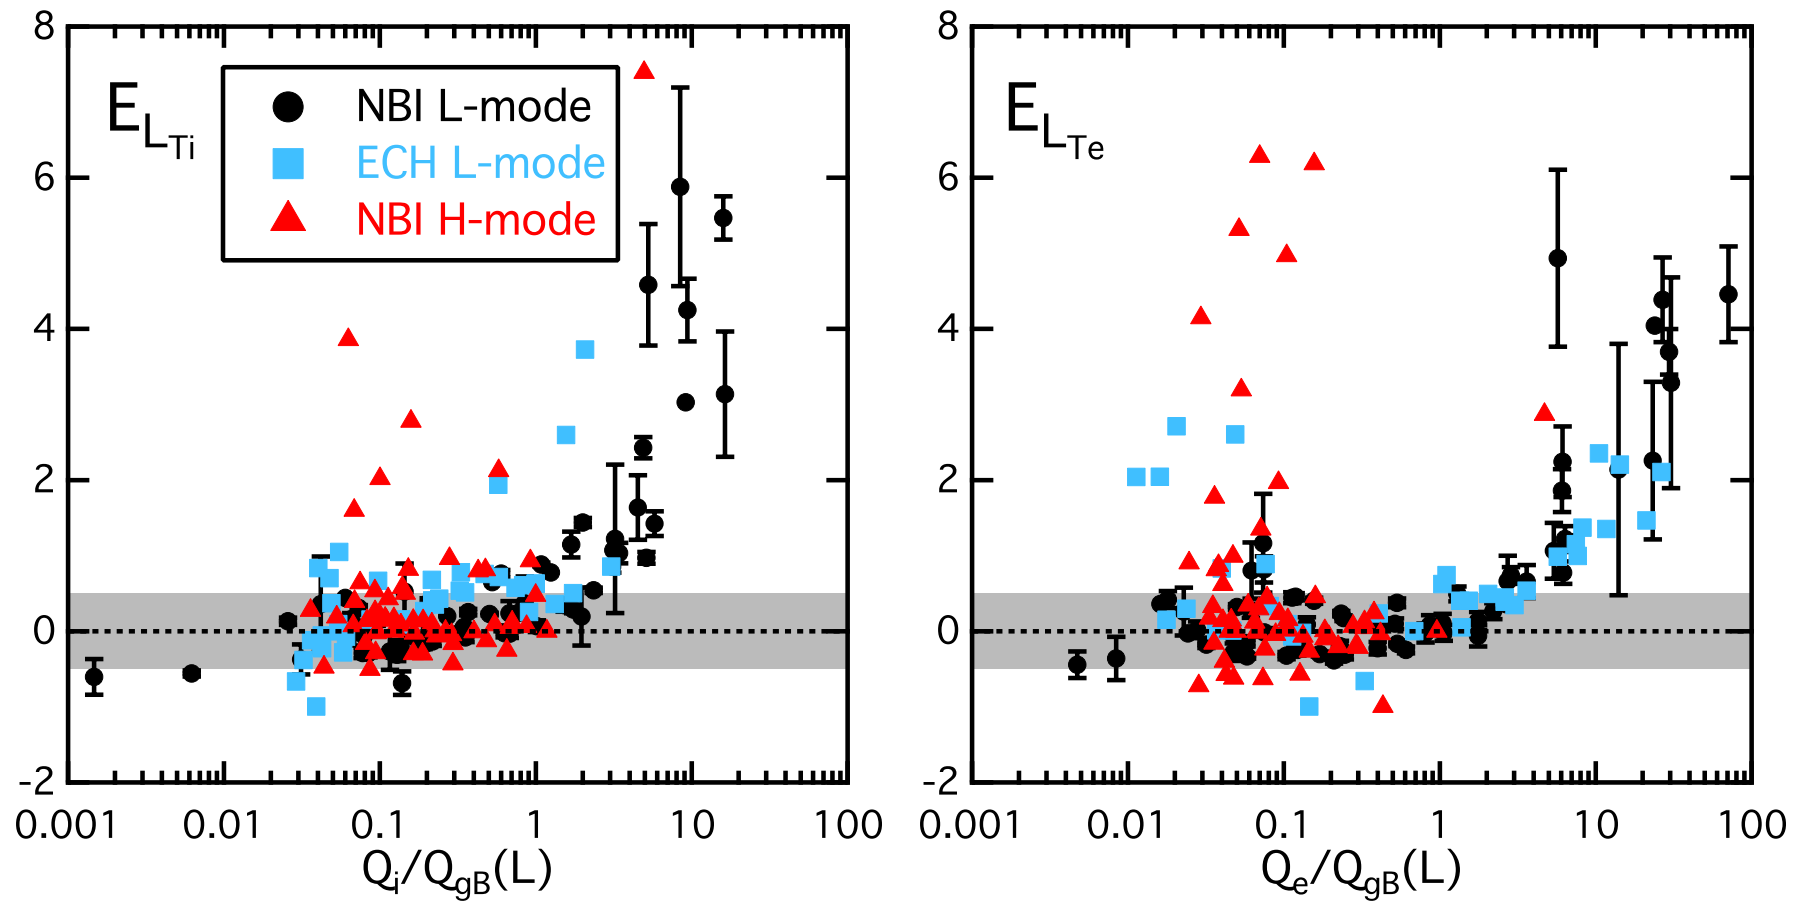 8
6
4
2
0
-2
E_{L_{Ti}}
NBI L-mode
ECH L-mode
NBI H-mode
0.001 0.01 0.1 1 10 100
Q_i/Q_{gB}(L)
8
6
4
2
0
-2
E_{L_{Te}}
0.001 0.01 0.1 1 10 100
Q_e/Q_{gB}(L)